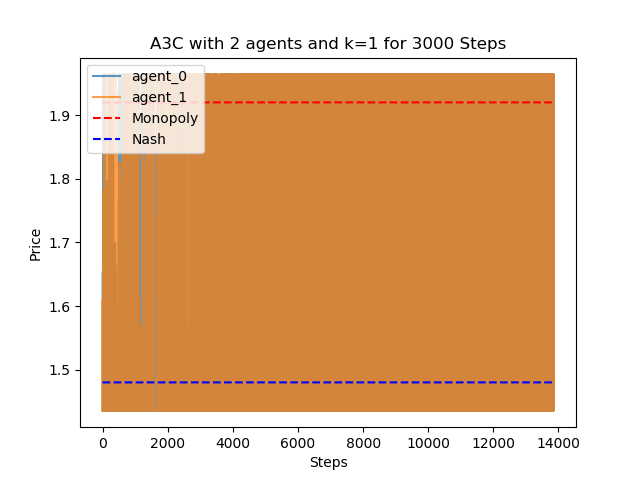 A3C with 2 agents and k=1 for 3000 Steps
agent_0
agent_1
Monopoly
Nash
Price
1.9
1.8
1.7
1.6
1.5
0 2000 4000 6000 8000 10000 12000 14000
Steps